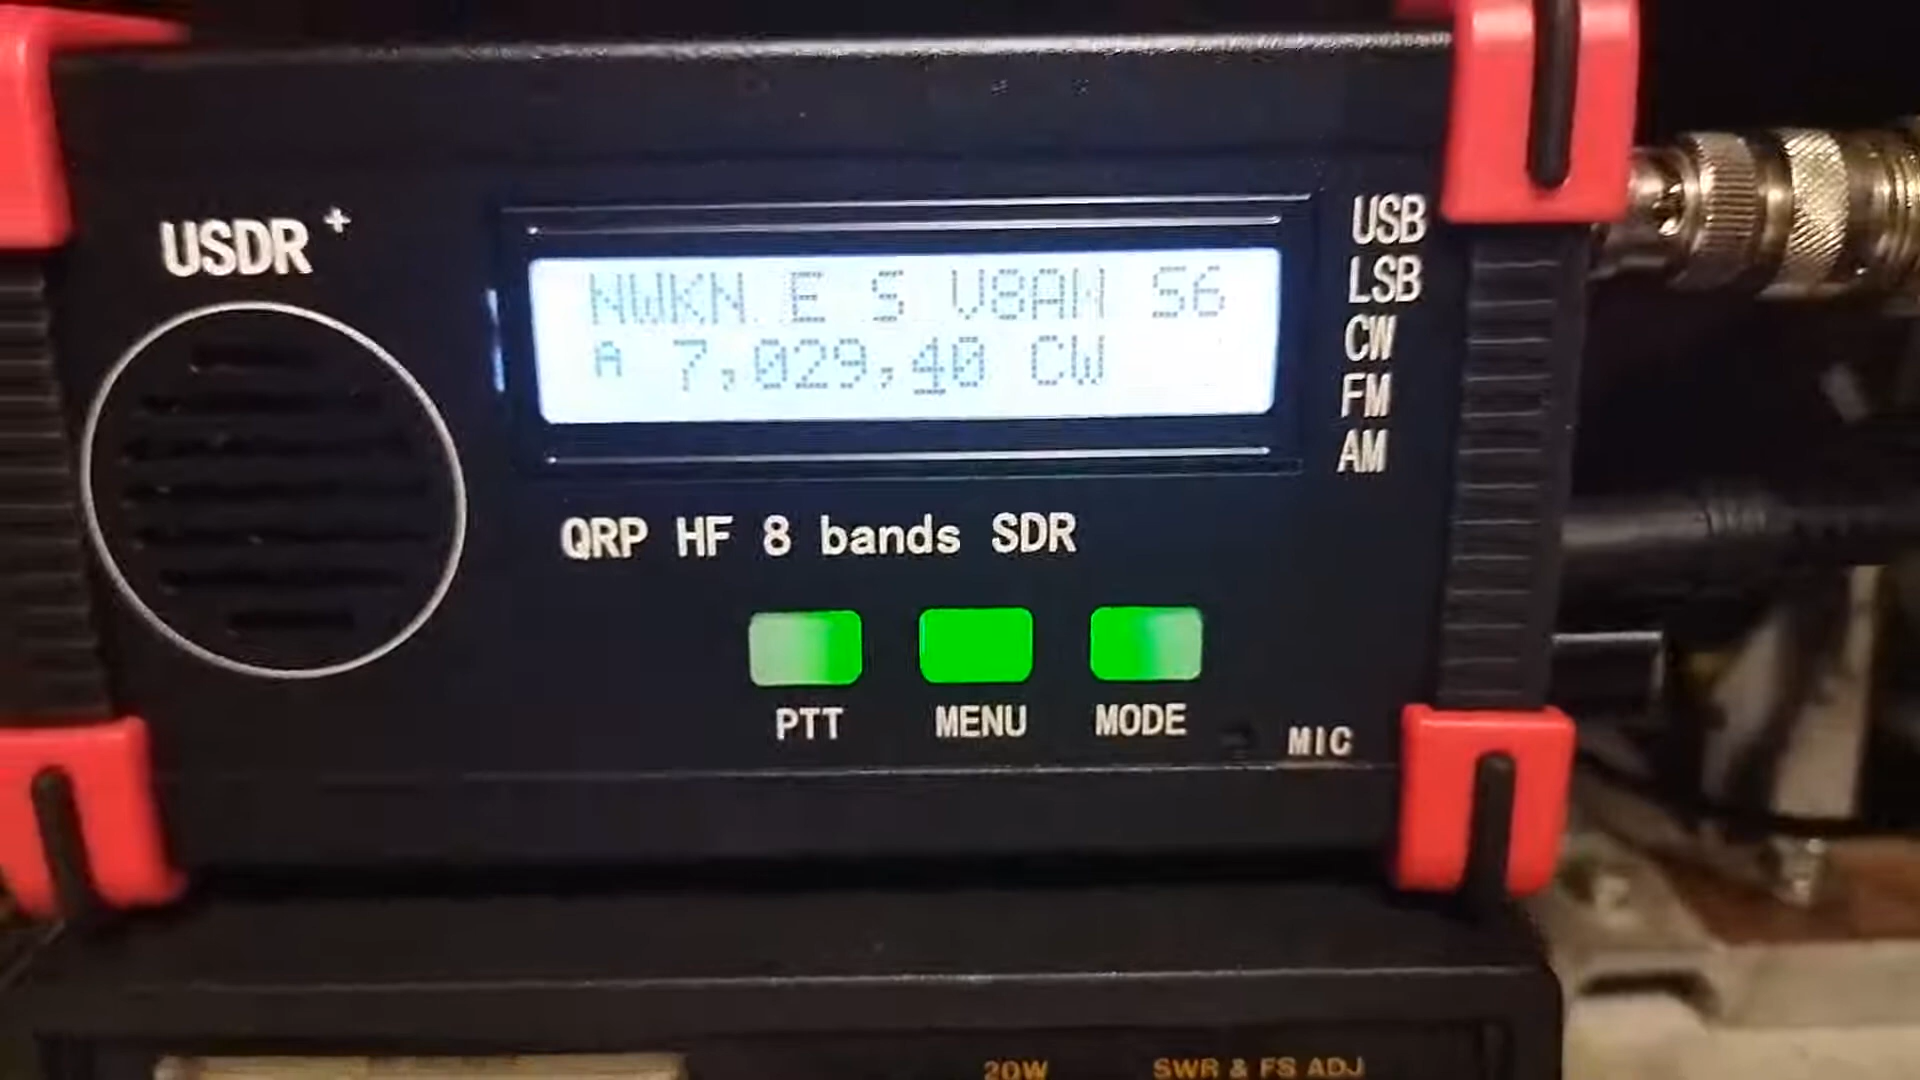 USDR+
NWKN E S V8AN S6
A 7,029,40 CW
USB
LSB
CW
FM
AM
QRP HF 8 bands SDR
PTT MENU MODE
MIC
20W SWR & FS ADJ